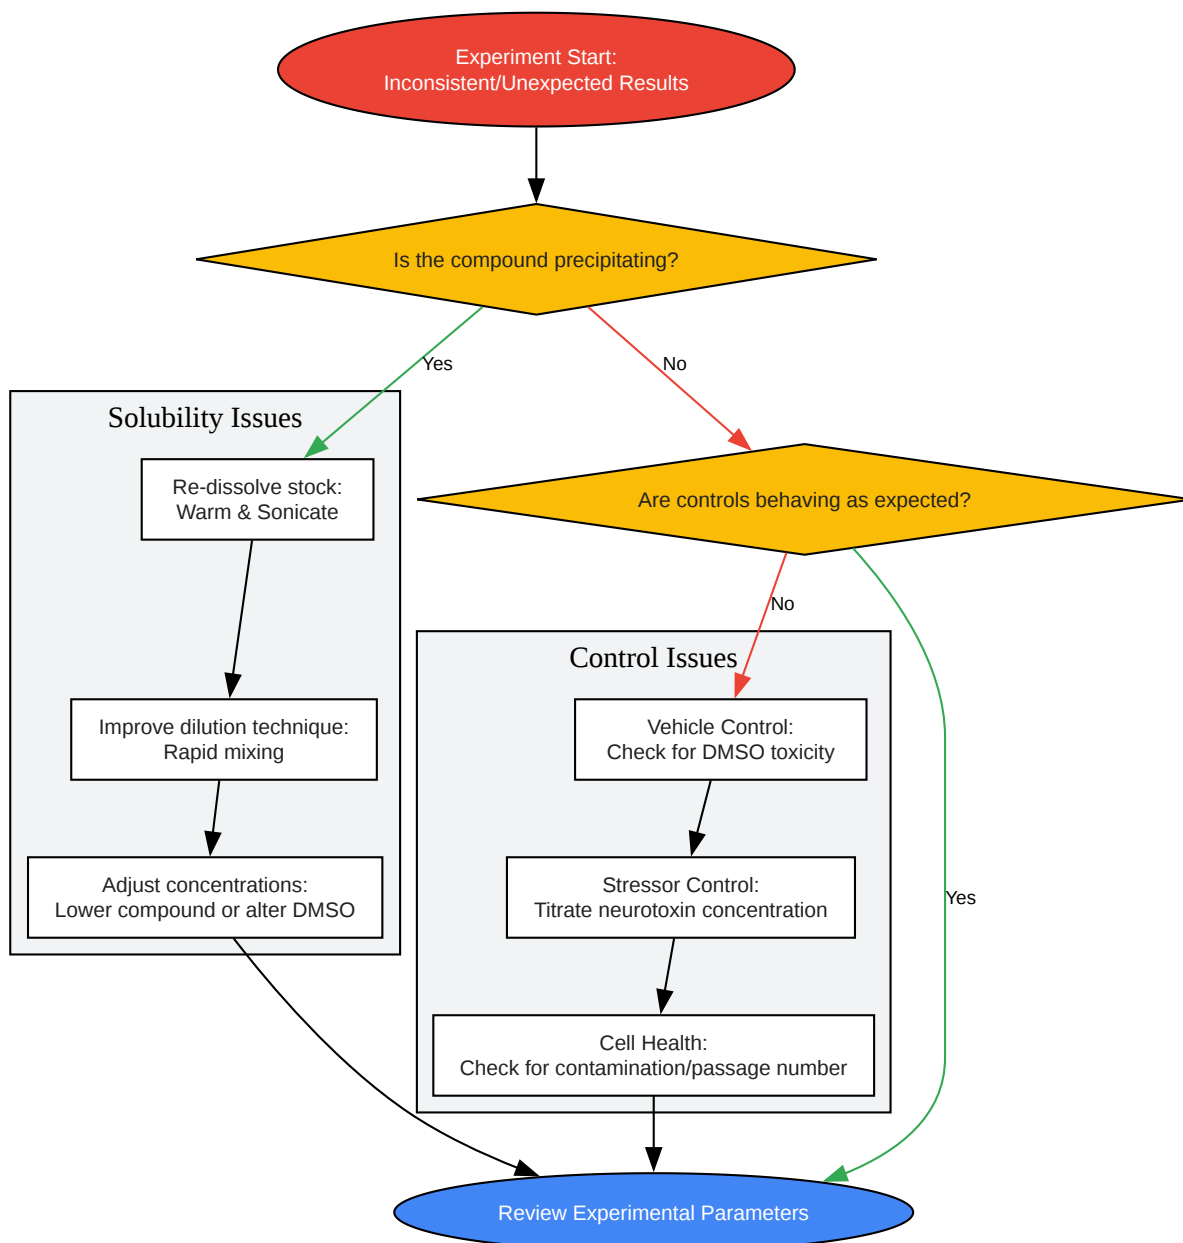 Experiment Start:
Inconsistent/Unexpected Results
Is the compound precipitating?
Yes
No
Solubility Issues
Re-dissolve stock:
Warm & Sonicate
Improve dilution technique:
Rapid mixing
Adjust concentrations:
Lower compound or alter DMSO
Are controls behaving as expected?
No
Yes
Control Issues
Vehicle Control:
Check for DMSO toxicity
Stressor Control:
Titrate neurotoxin concentration
Cell Health:
Check for contamination/passage number
Review Experimental Parameters